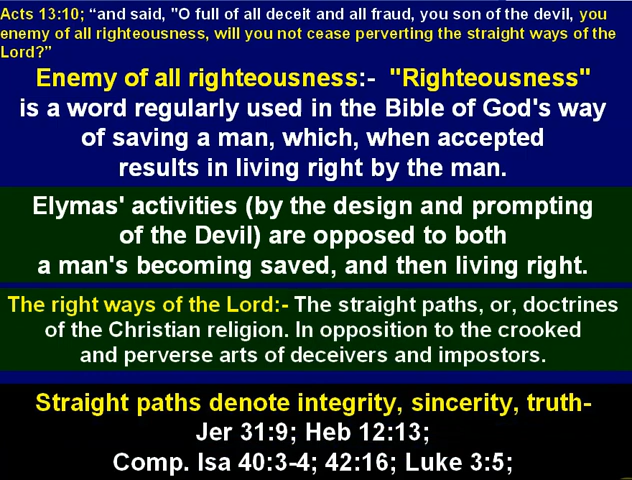 Acts 13:10; “and said, "O full of all deceit and all fraud, you son of the devil, you
enemy of all righteousness, will you not cease perverting the straight ways of the
Lord?”
Enemy of all righteousness:- "Righteousness"
is a word regularly used in the Bible of God's way
of saving a man, which, when accepted
results in living right by the man.
Elymas' activities (by the design and prompting
of the Devil) are opposed to both
a man's becoming saved, and then living right.
The right ways of the Lord:- The straight paths, or, doctrines
of the Christian religion. In opposition to the crooked
and perverse arts of deceivers and impostors.
Straight paths denote integrity, sincerity, truth-
Jer 31:9; Heb 12:13;
Comp. Isa 40:3-4; 42:16; Luke 3:5;